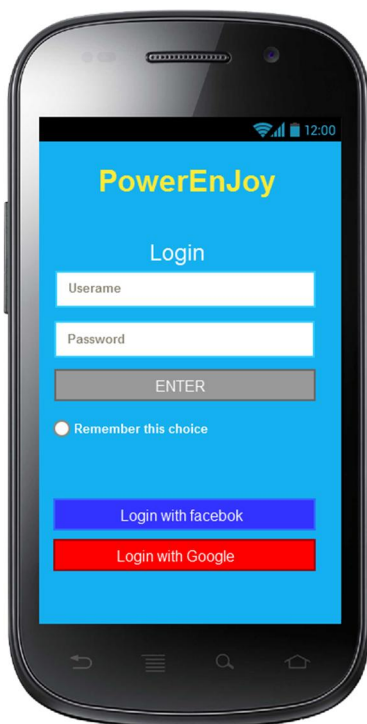 12:00
PowerEnJoy
Login
Userame
Password
ENTER
Remember this choice
Login with facebok
Login with Google